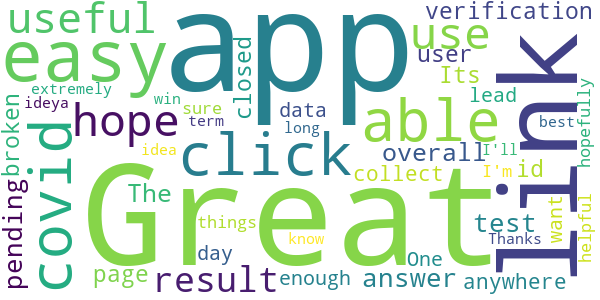 useful
app
verification
easy
use
user
Its
link
extremely
ideya
win
sure
term
closed
data
long
lead
best
hopefully
broken
covid
hope
click
able
overall
I'll
idea
collect
I'm
id
pending
Great
The
things
know
One
want
helpful
test
Thanks
day
page
result
enough
answer
anywhere